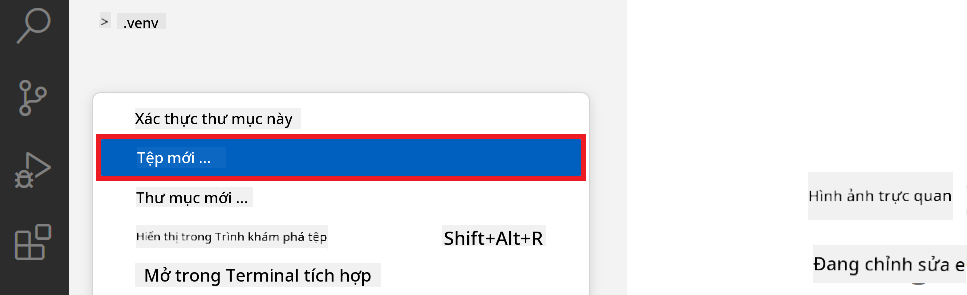 > .venv
Xác thực thư mục này
Tệp mới ...
Thư mục mới ...
Hiển thị trong Trình khám phá tệp Shift+Alt+R
Mở trong Terminal tích hợp
Hình ảnh trực quan
Đang chỉnh sửa e